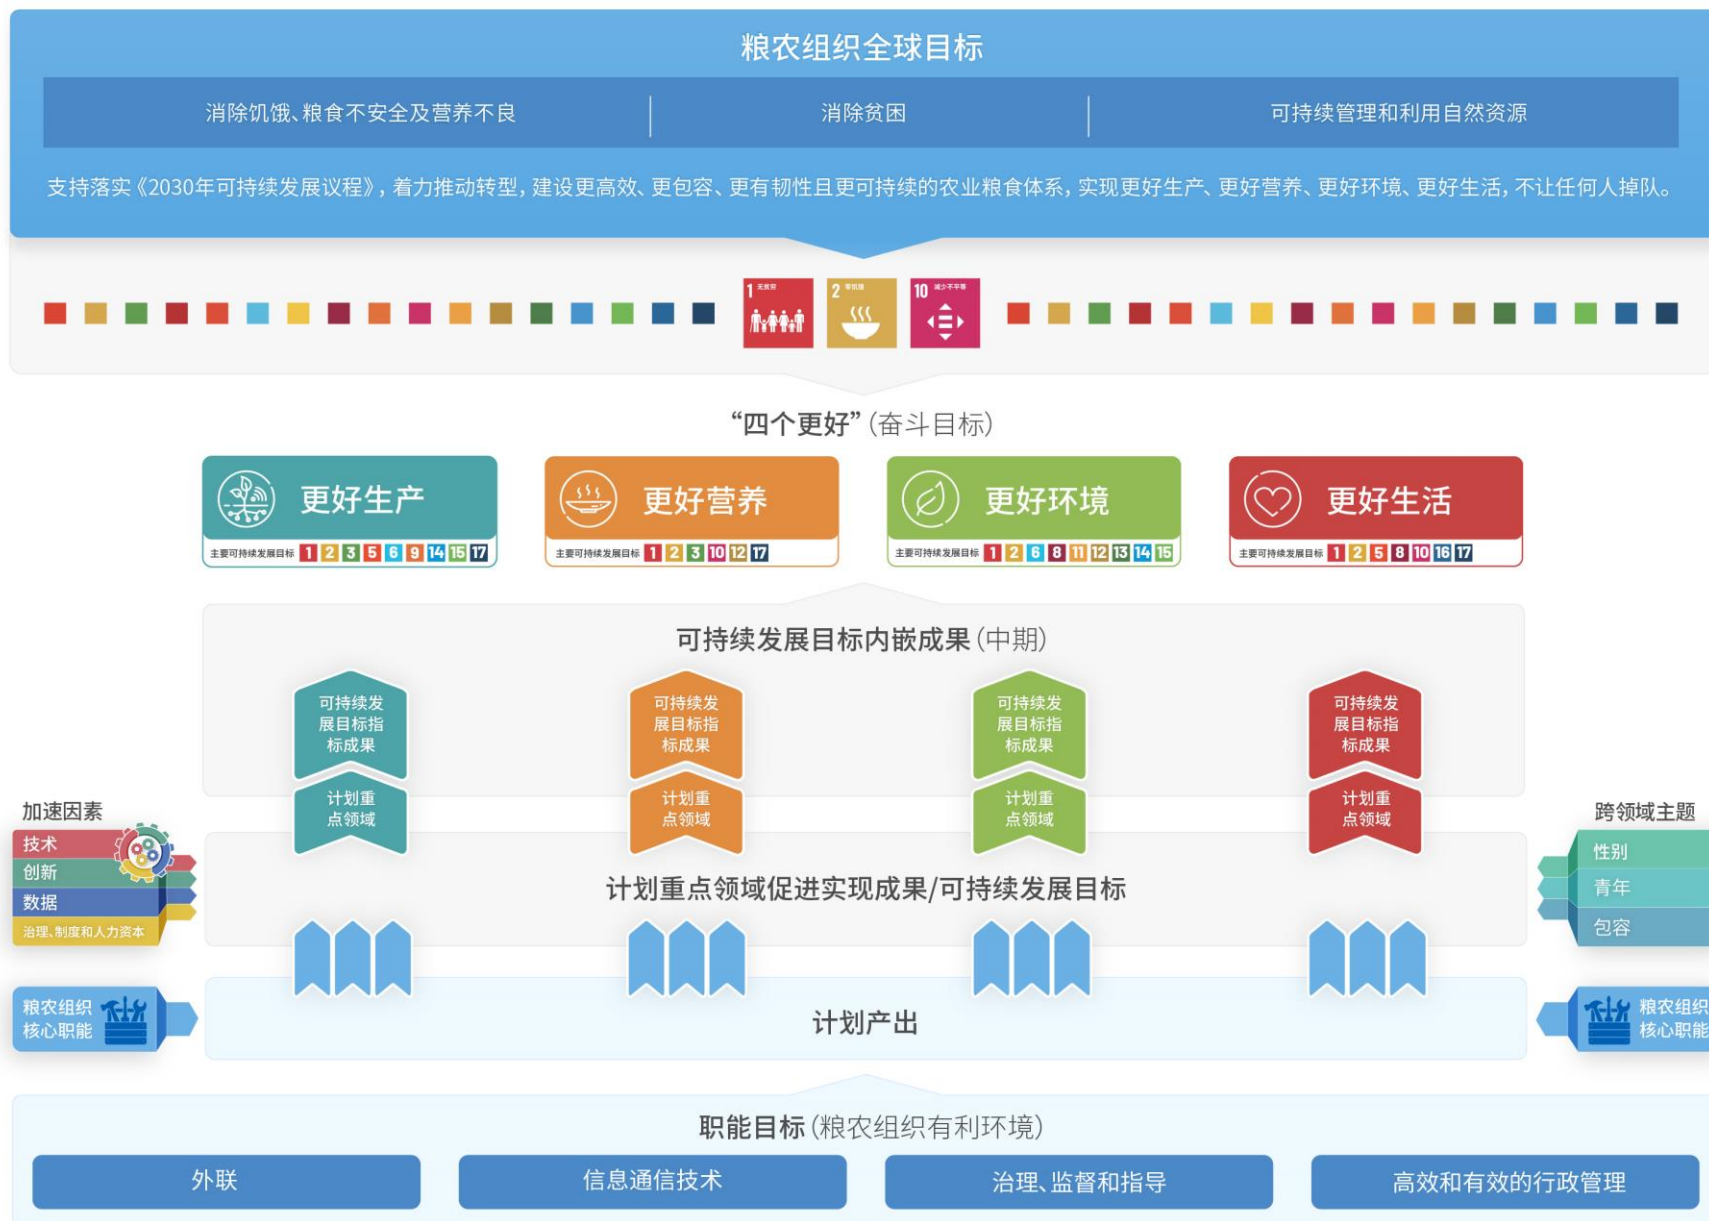 粮农组织全球目标
消除饥饿、粮食不安全及营养不良
消除贫困
可持续管理和利用自然资源
支持落实《2030年可持续发展议程》，着力推动转型，建设更高效、更包容、更有韧性且更可持续的农业粮食体系，实现更好生产、更好营养、更好环境、更好生活，不让任何人掉队。
1 无贫穷
2 零饥饿
10 减少不平等
“四个更好”（奋斗目标）
更好生产
主要可持续发展目标 1 2 3 5 6 9 14 15 17
更好营养
主要可持续发展目标 1 2 3 10 12 17
更好环境
主要可持续发展目标 1 2 6 8 11 12 13 14 15
更好生活
主要可持续发展目标 1 2 5 8 10 16 17
可持续发展目标内嵌成果（中期）
可持续发
展目标指
标成果
可持续发
展目标指
标成果
可持续发
展目标指
标成果
可持续发
展目标指
标成果
计划重
点领域
计划重
点领域
计划重
点领域
计划重
点领域
加速因素
技术
创新
数据
治理、制度和人力资本
跨领域主题
性别
青年
包容
计划重点领域促进实现成果/可持续发展目标
粮农组织
核心职能
计划产出
粮农组织
核心职能
职能目标（粮农组织有利环境）
外联
信息通信技术
治理、监督和指导
高效和有效的行政管理